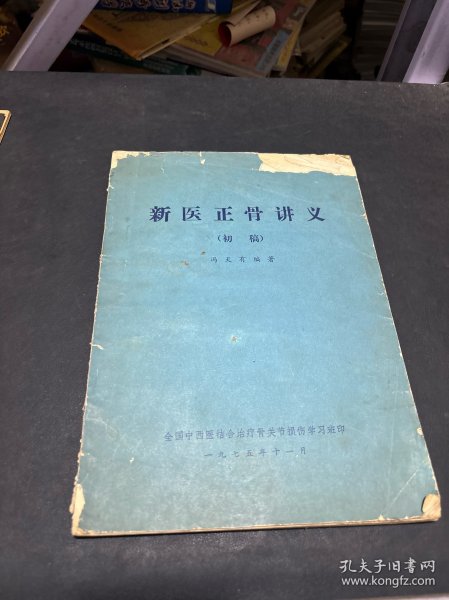 新医正骨讲义
（初稿）
冯天有编著
全国中西医结合治疗骨关节损伤学习班印
一九七五年十一月
孔夫子旧书网
www.kongfz.com